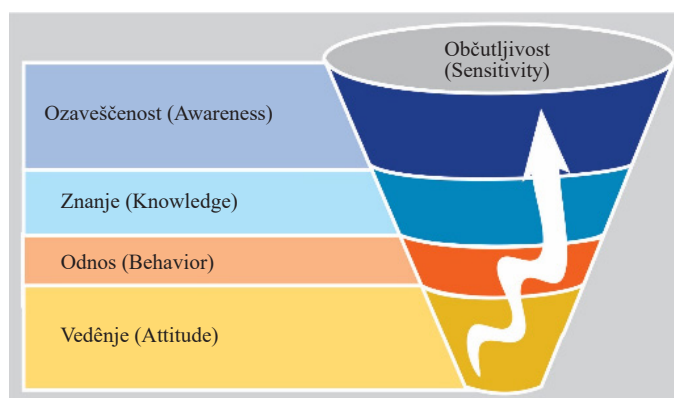 Občutljivost
(Sensitivity)
Ozaveščenost (Awareness)
Znanje (Knowledge)
Odnos (Behavior)
Vedênje (Attitude)